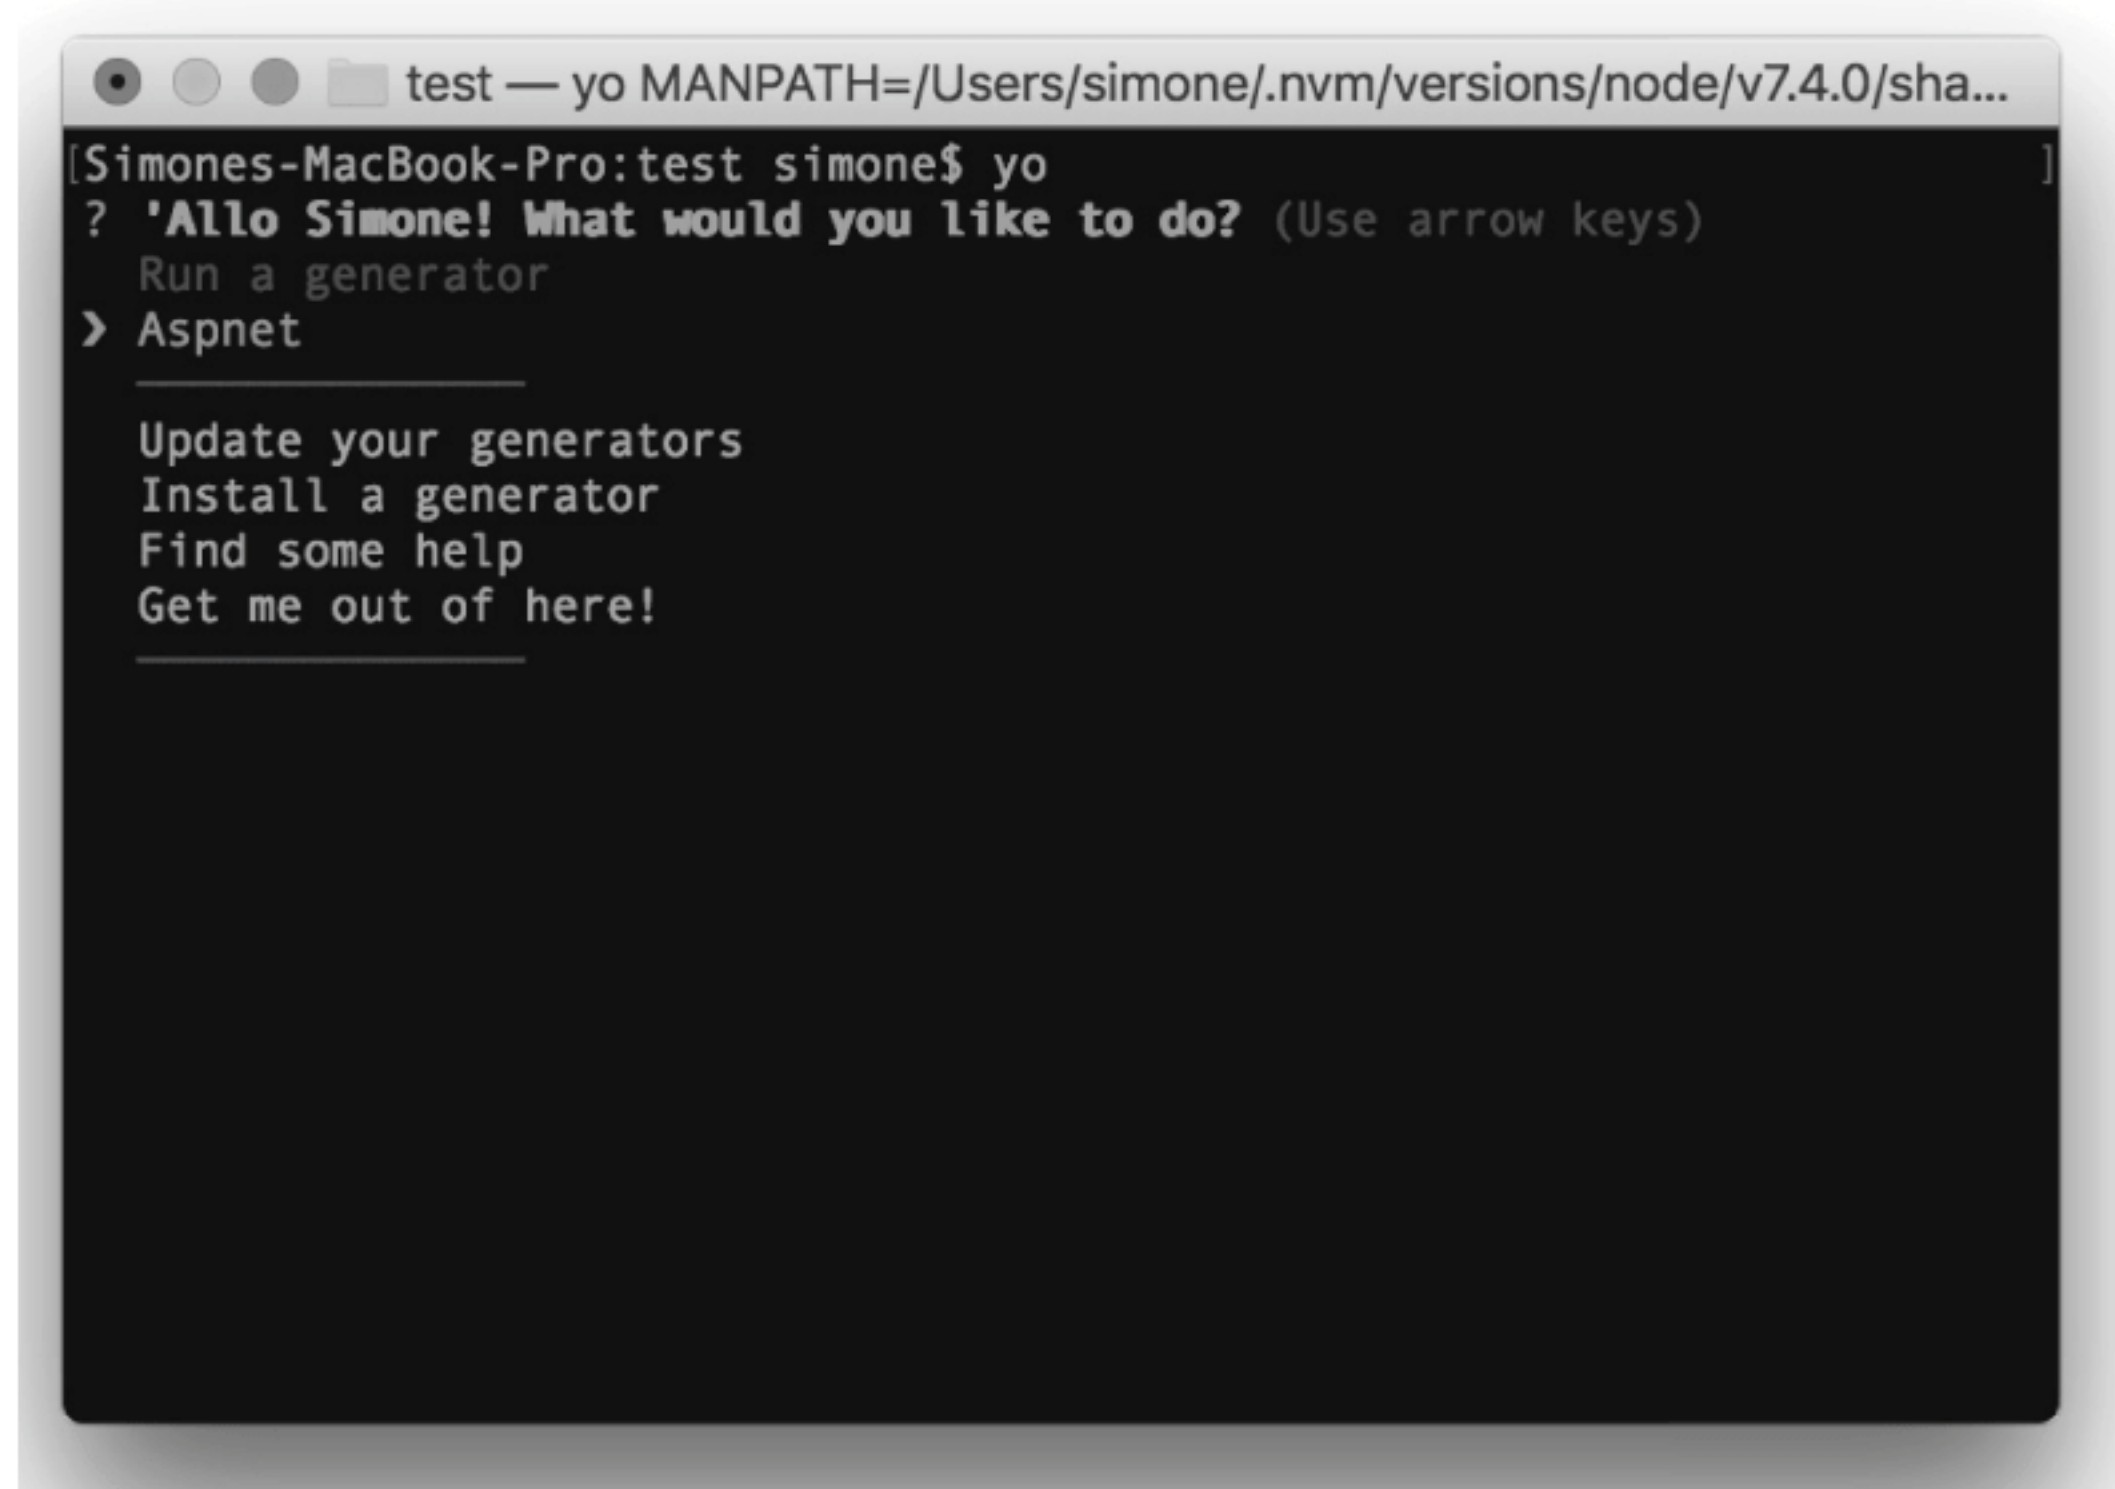 test — yo MANPATH=/Users/simone/.nvm/versions/node/v7.4.0/sha...
[Simones-MacBook-Pro:test simone$ yo ]
? 'Allo Simone! What would you like to do? (Use arrow keys)
Run a generator
❯ Aspnet
──────────────
Update your generators
Install a generator
Find some help
Get me out of here!
──────────────